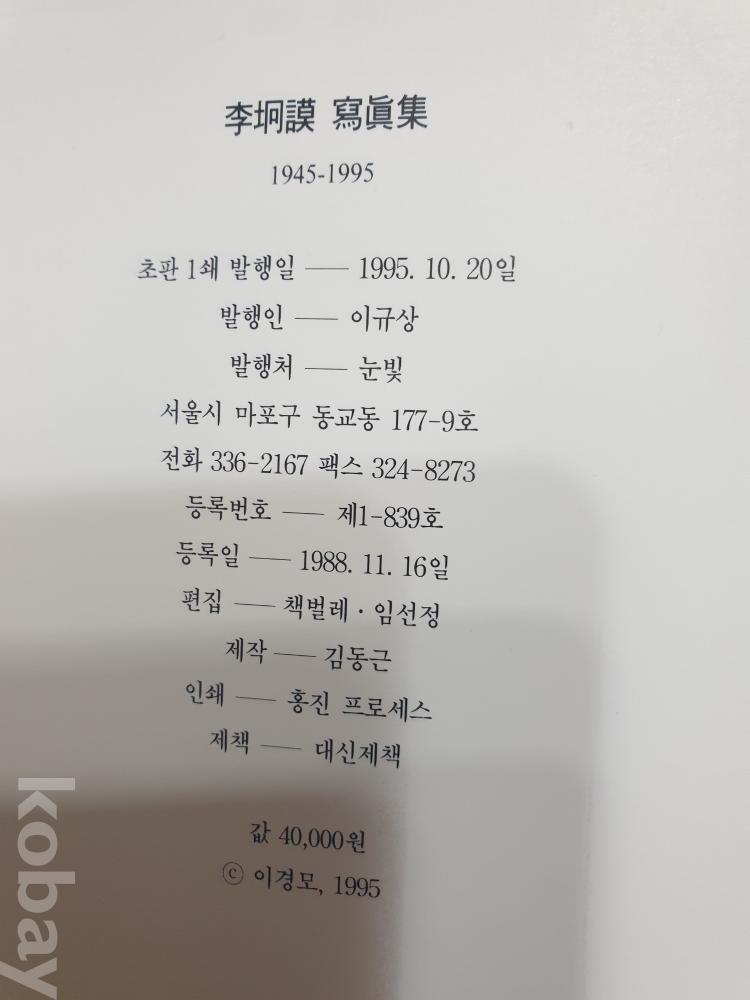 李坰謨 寫眞集
1945-1995
초판 1쇄 발행일 —— 1995. 10. 20일
발행인 —— 이규상
발행처 —— 눈빛
서울시 마포구 동교동 177-9호
전화 336-2167 팩스 324-8273
등록번호 —— 제1-839호
등록일 —— 1988. 11. 16일
편집 —— 책벌레·임선정
제작 —— 김동근
인쇄 —— 홍진 프로세스
제책 —— 대신제책
값 40,000원
ⓒ 이경모, 1995
kobay